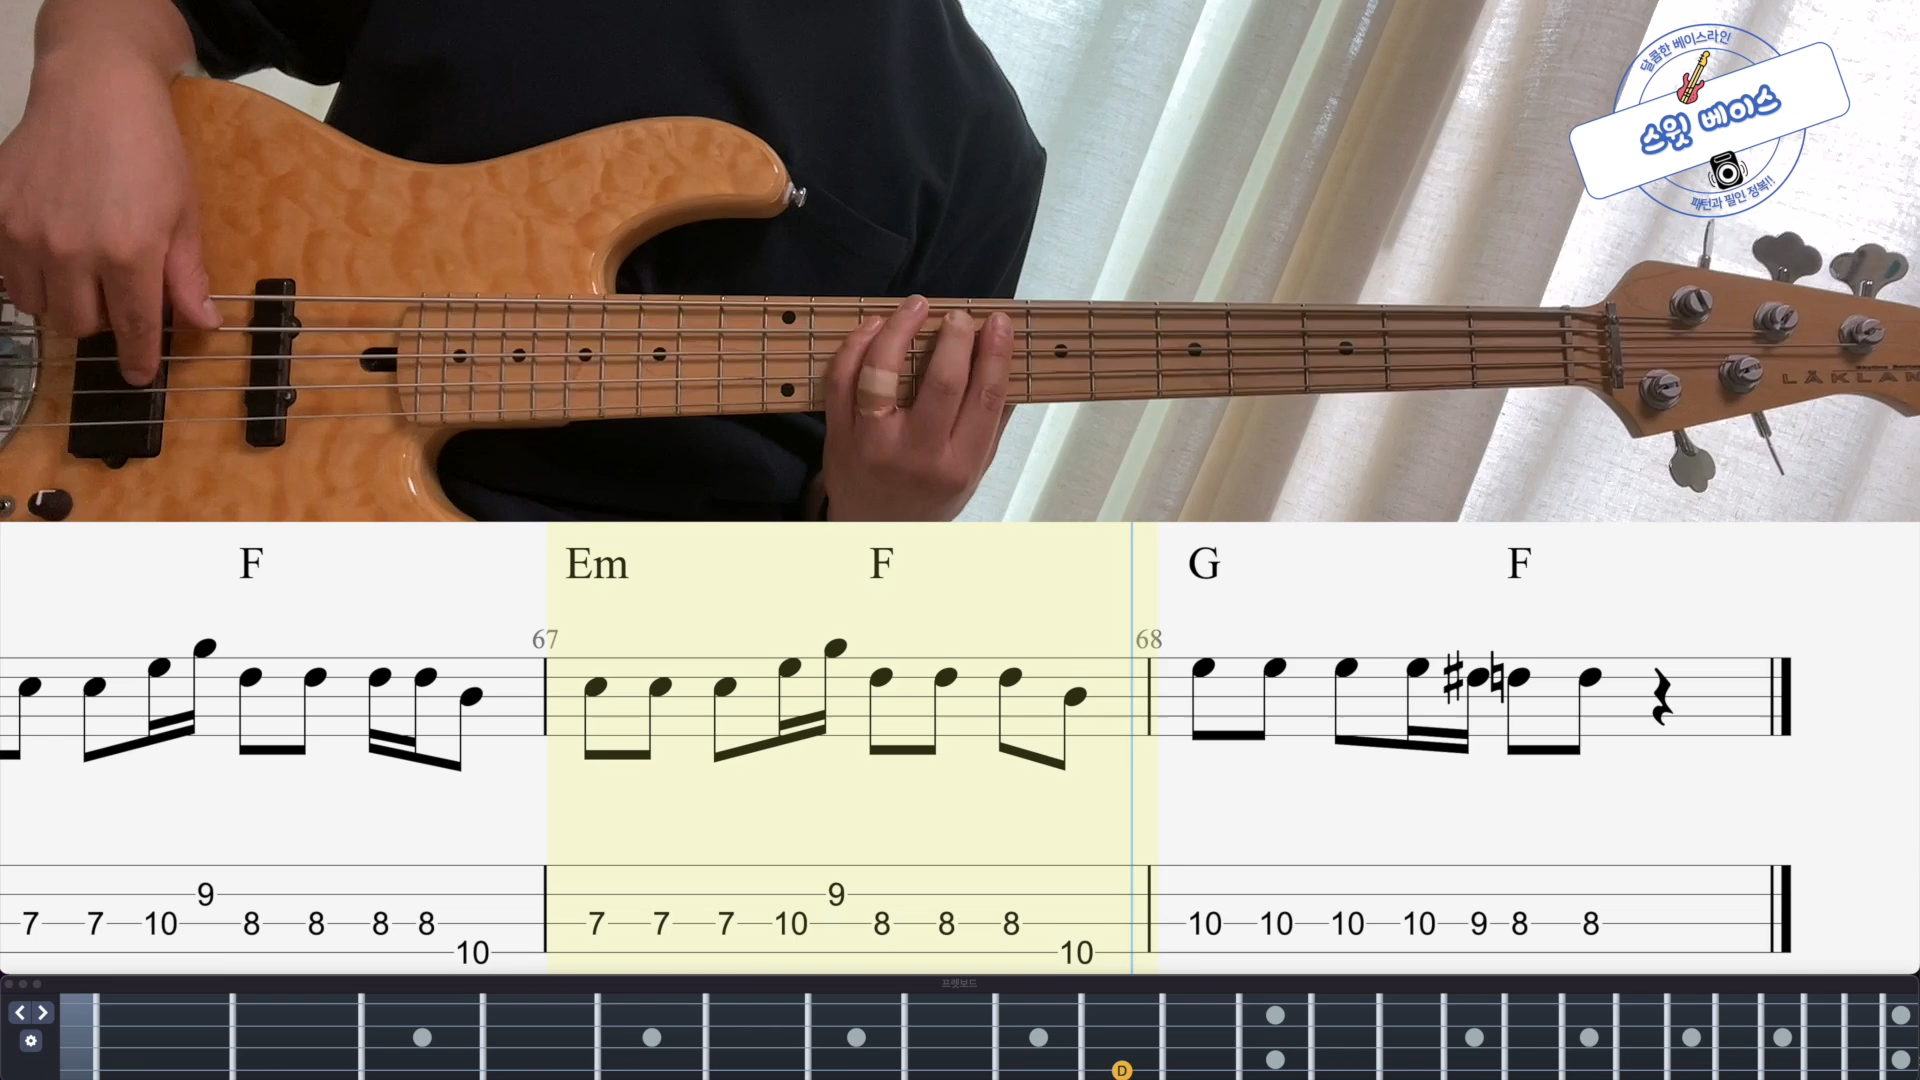 달콤한 베이스라인
스윗 베이스
패턴과 필인 정복!!
LAKLAN
F Em F G F
67 68
9 9
7 7 10 8 8 8 8 7 7 7 10 8 8 8 10 10 10 10 9 8 8
10 10
프렛보드
D